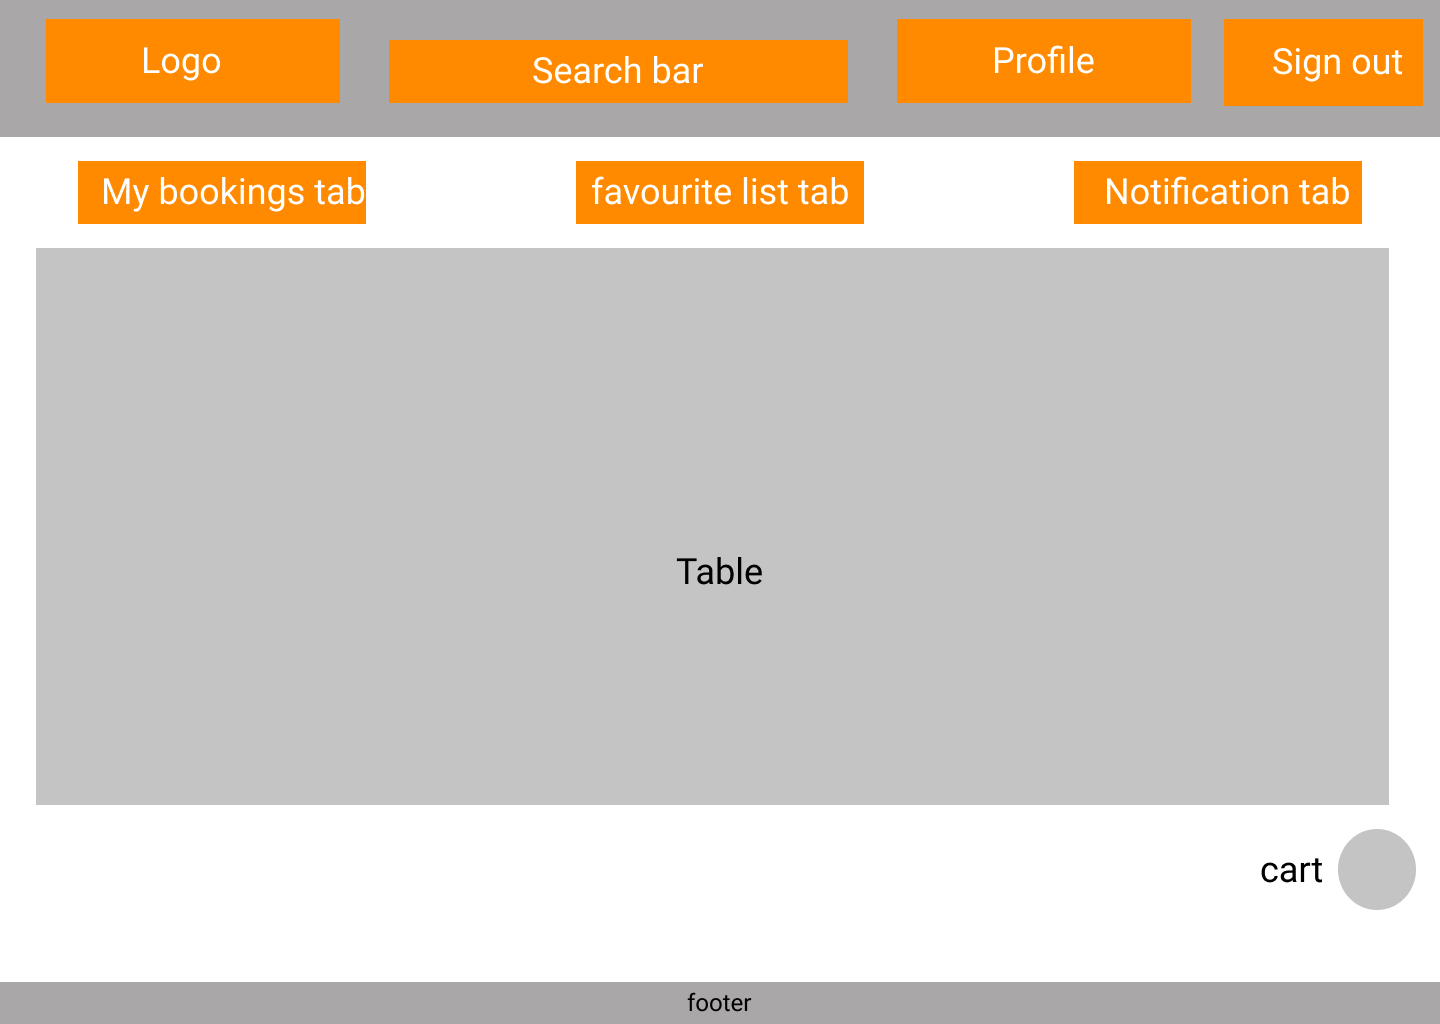 Logo
Search bar
Profile
Sign out
My bookings tab
favourite list tab
Notification tab
Table
cart
footer